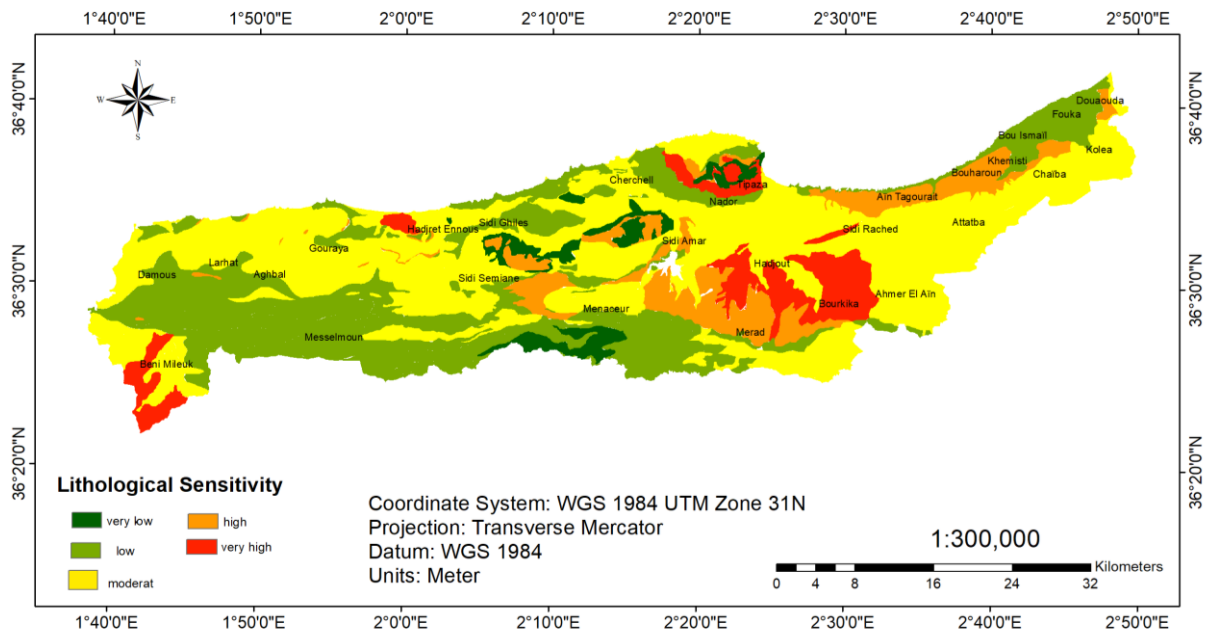 1°40'0"E 1°50'0"E 2°0'0"E 2°10'0"E 2°20'0"E 2°30'0"E 2°40'0"E 2°50'0"E
N
W E
S
36°40'0"N 36°40'0"N
Douaouda
Fouka
Bou Ismaïl
Kolea
Khemisti
Bouharoun
Chaïba
Cherchell
Tipaza
Nador
Aïn Tagourait
Attatba
Sidi Ghiles
Hadjret Ennous
Sidi Rached
Sidi Amar
Gouraya
Larhat
Hadjout
Damous
Aghbal
Sidi Semiane
36°30'0"N 36°30'0"N
Ahmer El Aïn
Bourkika
Menaceur
Merad
Messelmoun
Beni Mileuk
36°20'0"N 36°20'0"N
Lithological Sensitivity
very low
high
low
very high
moderat
Coordinate System: WGS 1984 UTM Zone 31N
Projection: Transverse Mercator
Datum: WGS 1984
Units: Meter
1:300,000
Kilometers
0 2 4 6 8 16 24 32
1°40'0"E 1°50'0"E 2°0'0"E 2°10'0"E 2°20'0"E 2°30'0"E 2°40'0"E 2°50'0"E